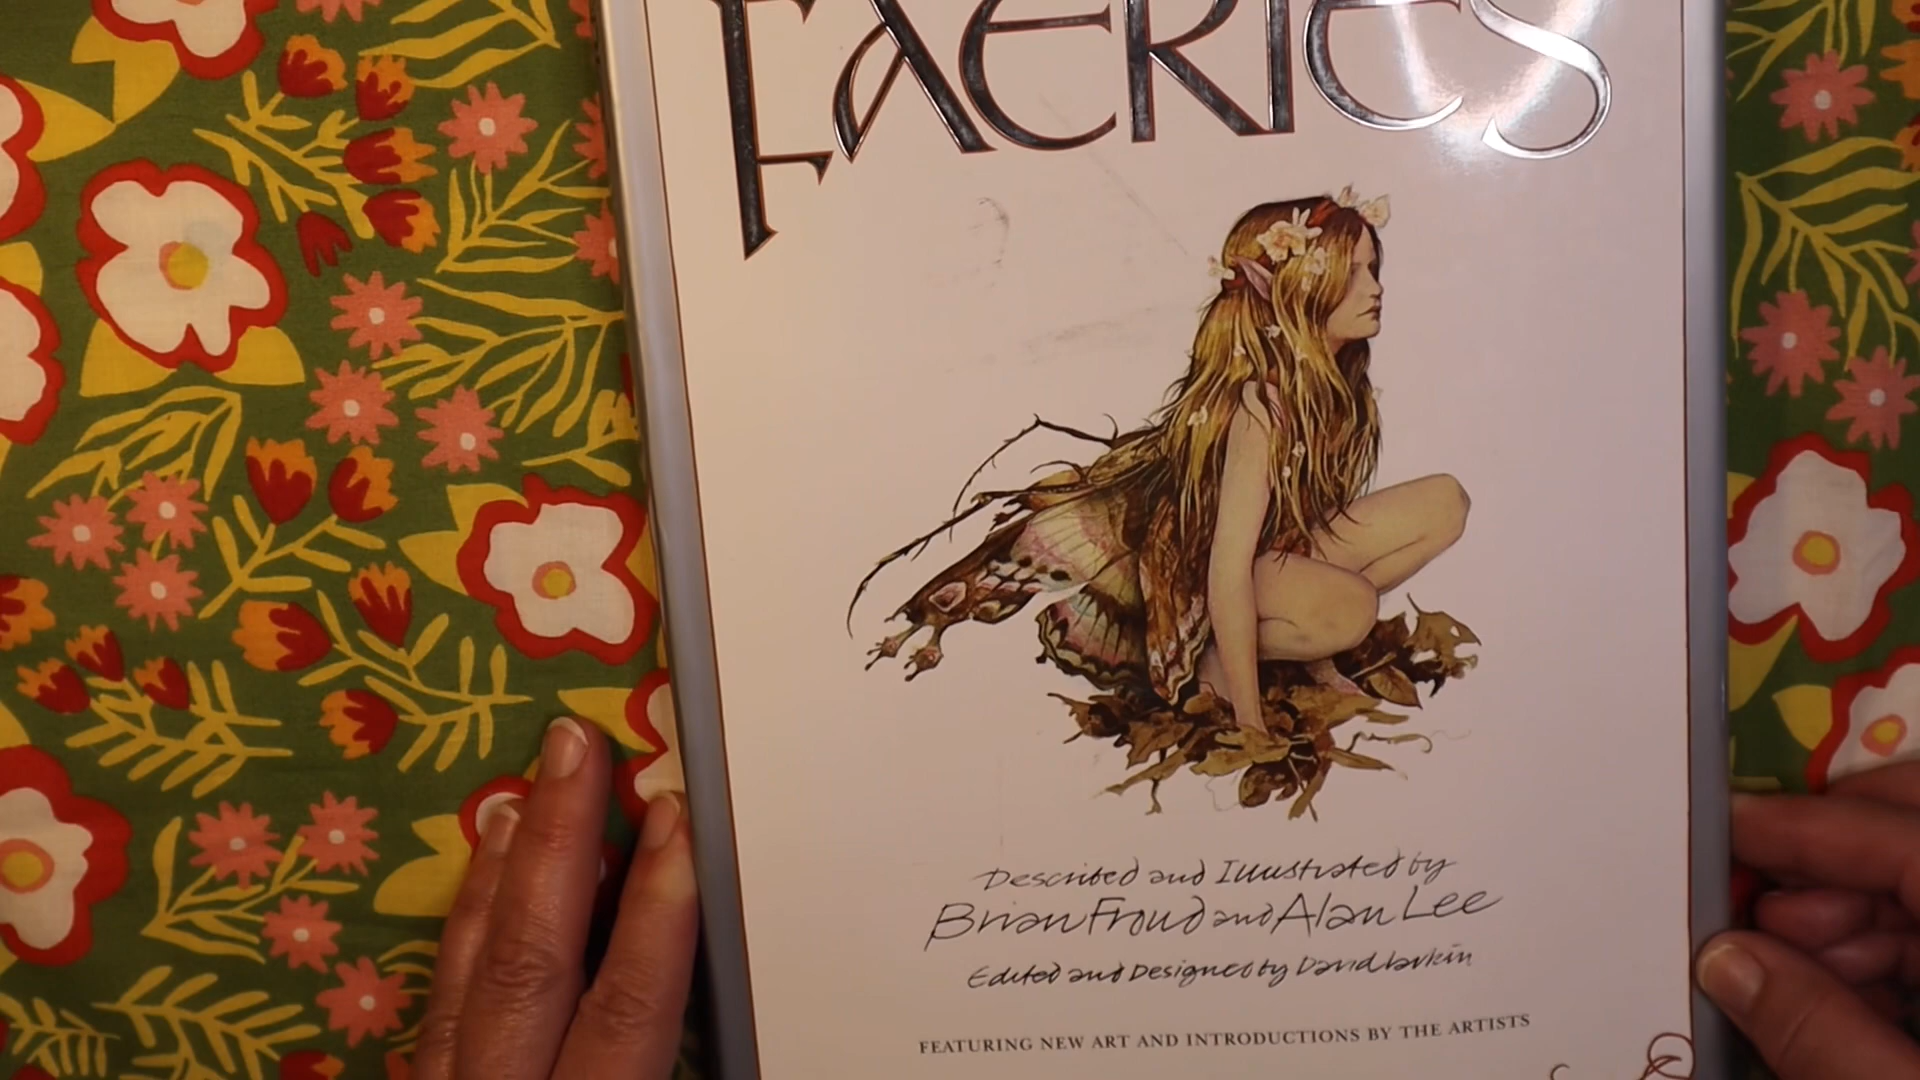 FAERIES
Described and Illustrated by
Brian Froud and Alan Lee
Edited and Designed by David Larkin
FEATURING NEW ART AND INTRODUCTIONS BY THE ARTISTS